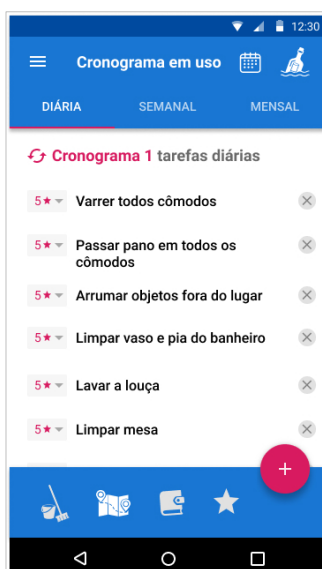 12:30
Cronograma em uso
DIÁRIA SEMANAL MENSAL
Cronograma 1 tarefas diárias
5★ Varrer todos cômodos
5★ Passar pano em todos os
cômodos
5★ Arrumar objetos fora do lugar
5★ Limpar vaso e pia do banheiro
5★ Lavar a louça
5★ Limpar mesa
+